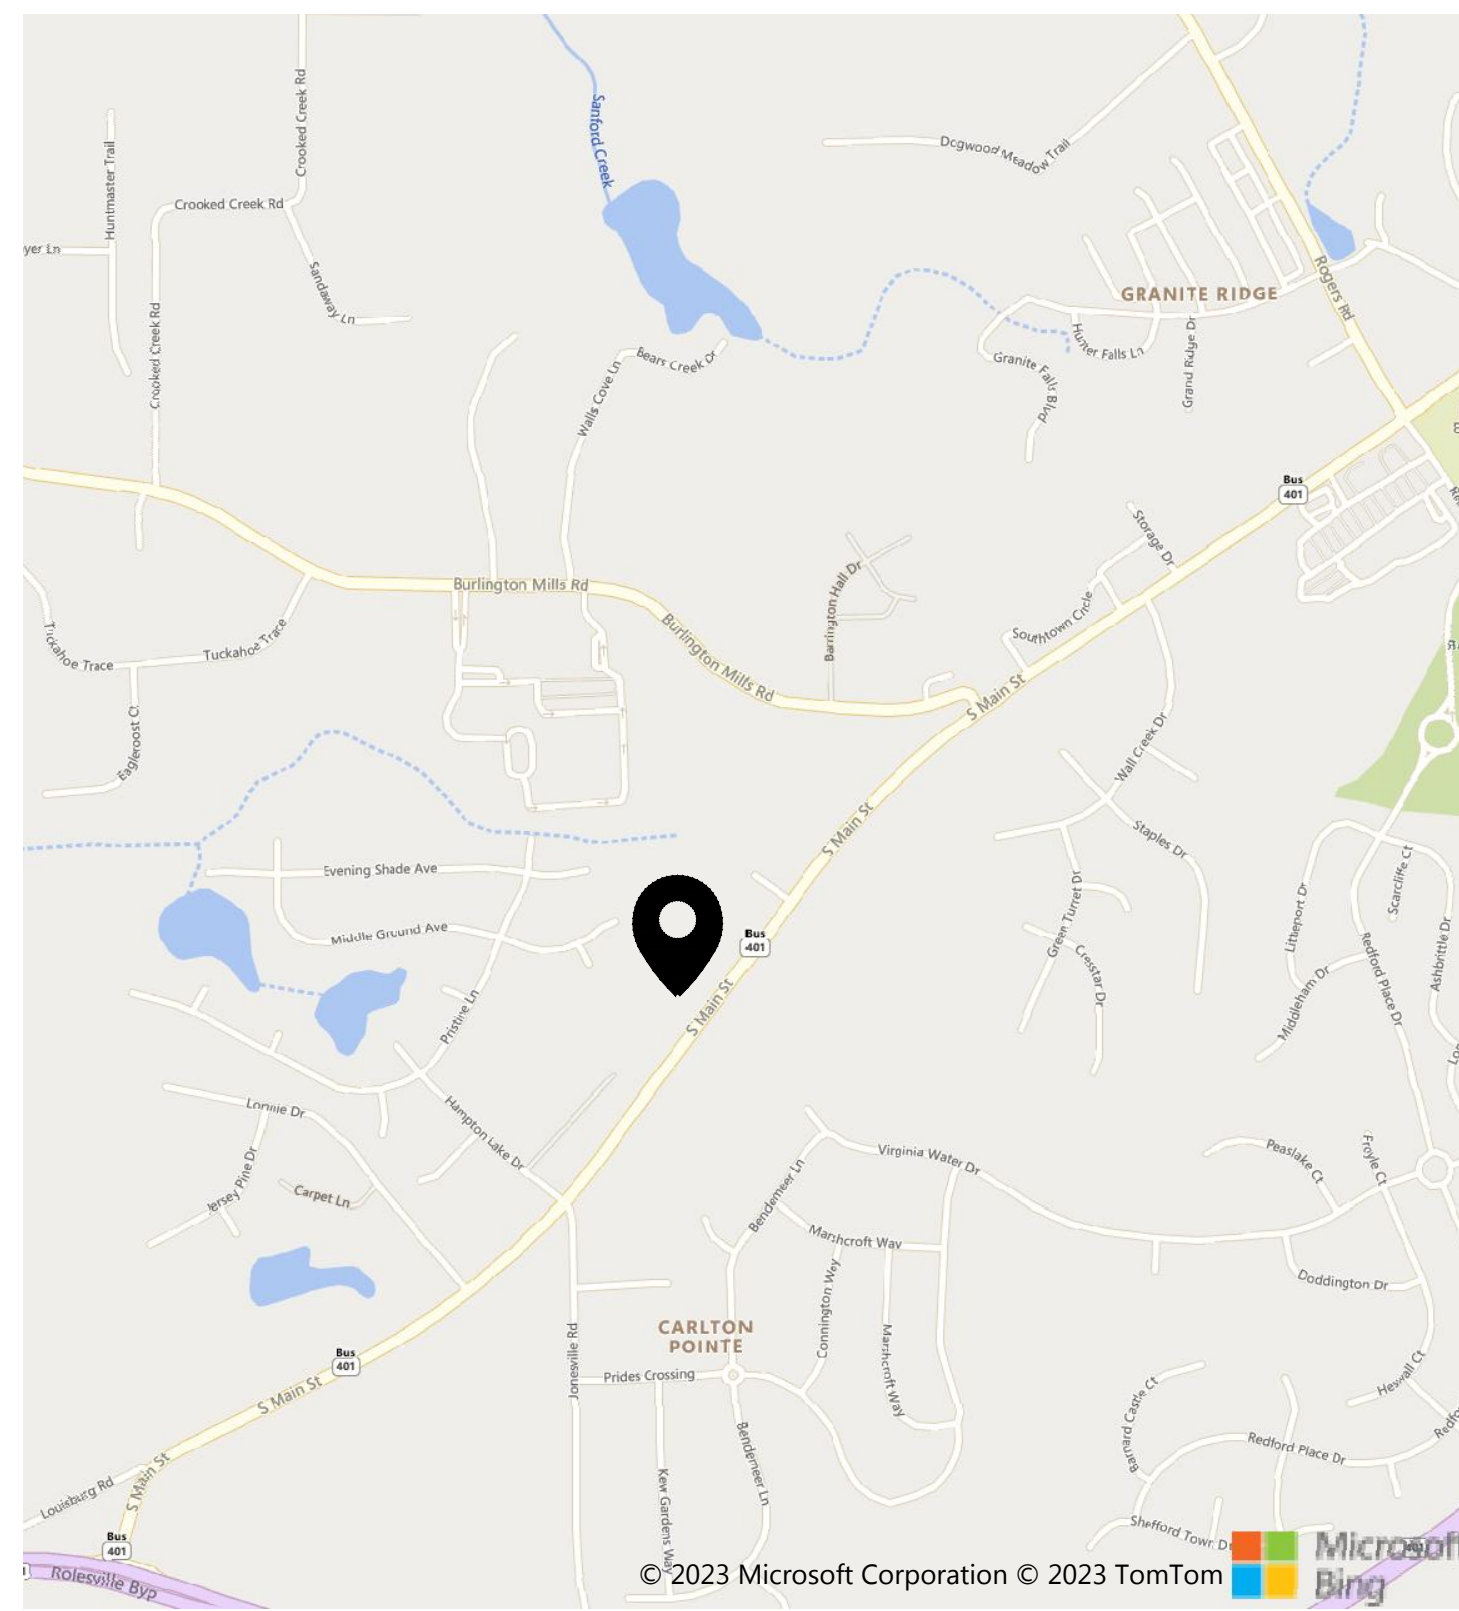 Crooked Creek Rd
Sanford Creek
Huntmaster Trail
Dogwood Meadow Trail
Crooked Creek Rd
yer Ln
Sandaway Ln
Rogers Rd
GRANITE RIDGE
Crooked Creek Rd
Walls Cove Ln
Bears Creek Dr
Hunter Falls Ln
Granite Falls Blvd
Grand Ridge Dr
Bus
401
Storage Dr
Burlington Mills Rd
Barrington Hall Dr
Southtown Circle
Tuckahoe Trace
Tuckahoe Trace
Burlington Mills Rd
S Main St
Eagleroost Ct
Wall Creek Dr
S Main St
Staples Dr
Evening Shade Ave
Middle Ground Ave
Green Turret Dr
Scarcliffe Ct
Littleport Dr
Ashbrittle Dr
Bus
401
Cresstar Dr
Redford Place Dr
Middleham Dr
S Main St
Pristine Ln
Lonnie Dr
Hampton Lake Dr
Virginia Water Dr
Peaslake Ct
Froyle Ct
Jersey Pine Dr
Carpet Ln
Bendemeer Ln
Marshcroft Way
Doddington Dr
Connington Way
CARLTON
POINTE
Jonesville Rd
Marshcroft Way
Bus
401
Prides Crossing
S Main St
Heswall Ct
Barnard Castle Ct
Bendemeer Ln
Redford Place Dr
Redfo
Louisburg Rd
S Main St
Kew Gardens Way
Shefford Town D
Bus
401
Rolesville Byp
401
© 2023 Microsoft Corporation © 2023 TomTom
Microsoft
Bing